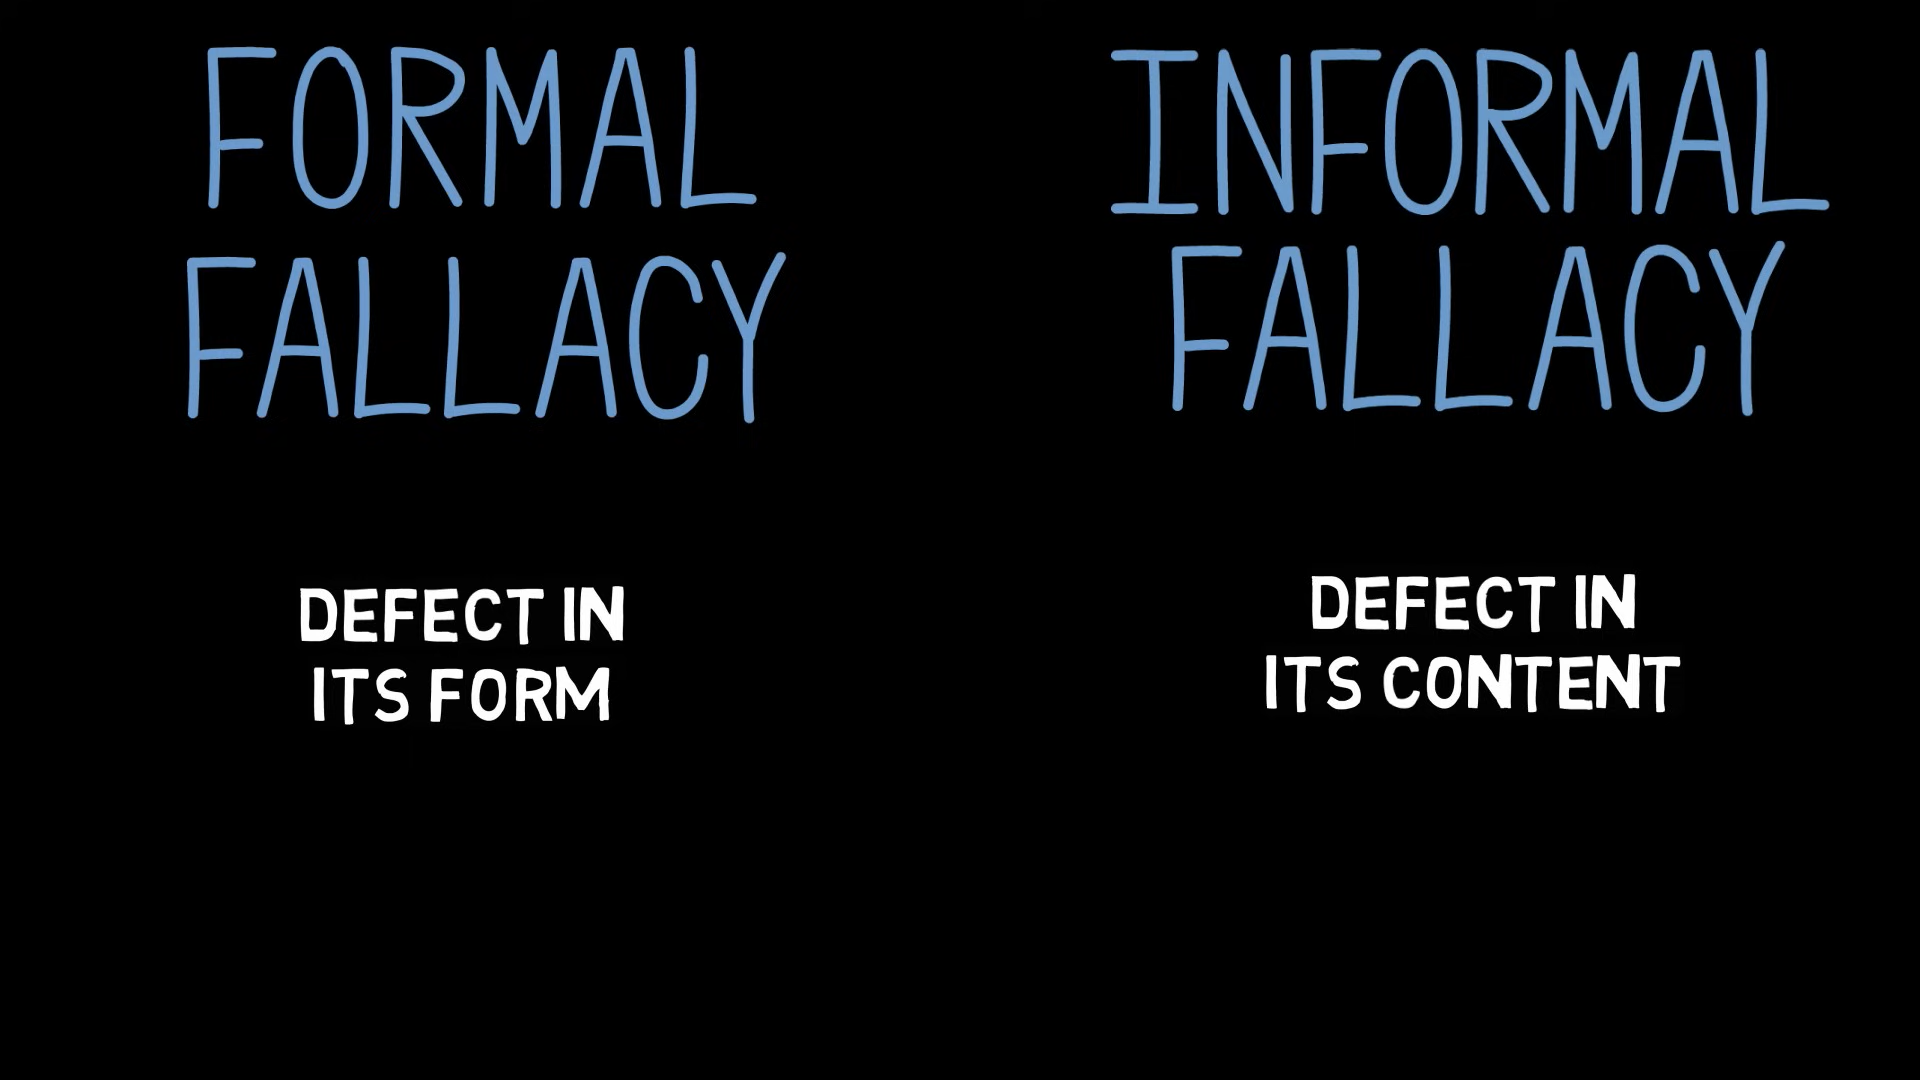 FORMAL
FALLACY
DEFECT IN
ITS FORM
INFORMAL
FALLACY
DEFECT IN
ITS CONTENT